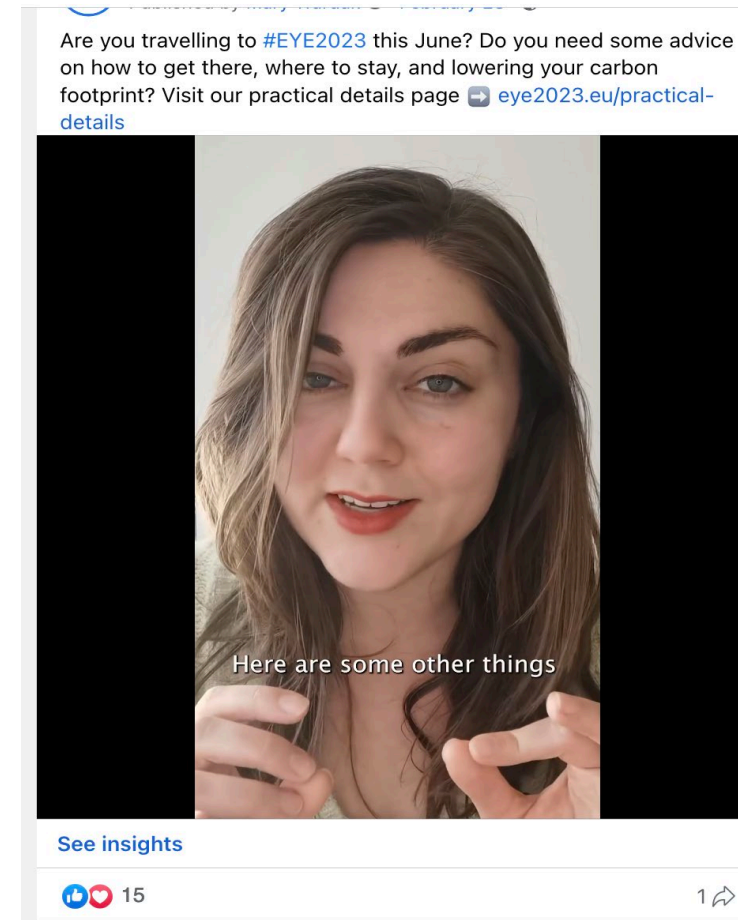 Are you travelling to #EYE2023 this June? Do you need some advice
on how to get there, where to stay, and lowering your carbon
footprint? Visit our practical details page ➡️ eye2023.eu/practical-
details
Here are some other things
See insights
15
1